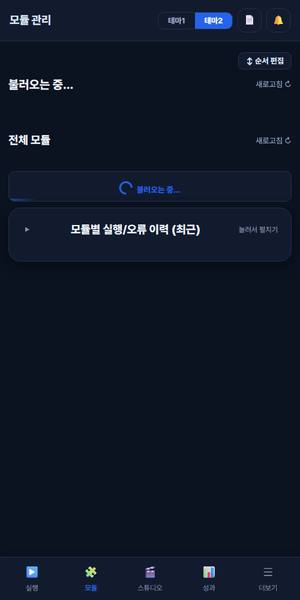 모듈 관리
테마1
테마2
순서 편집
불러오는 중...
새로고침
전체 모듈
새로고침
불러오는 중...
모듈별 실행/오류 이력 (최근)
눌러서 펼치기
실행
모듈
스튜디오
성과
더보기